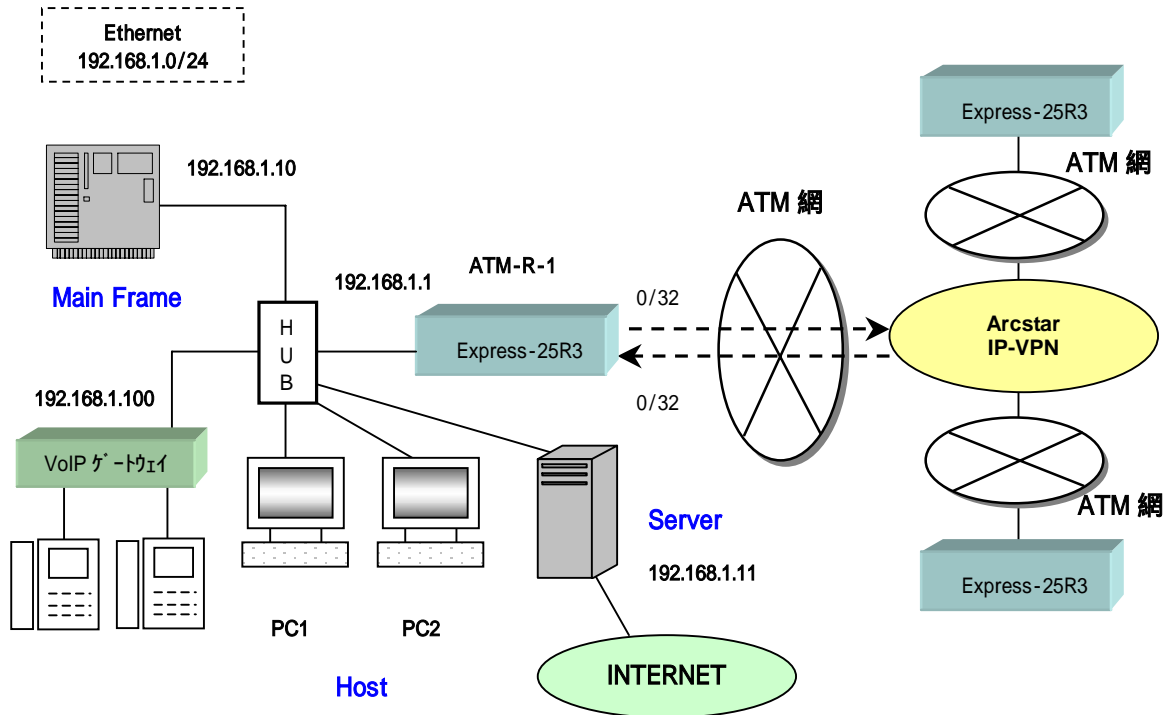 Ethernet
192.168.1.0/24
Express-25R3
ATM 網
192.168.1.10
ATM 網
Main Frame
192.168.1.1
ATM-R-1
0/32
H
U
B
Express-25R3
Arcstar
IP-VPN
0/32
192.168.1.100
VoIP ｹﾞｰﾄｳｪｲ
ATM 網
Server
192.168.1.11
Express-25R3
PC1
PC2
INTERNET
Host